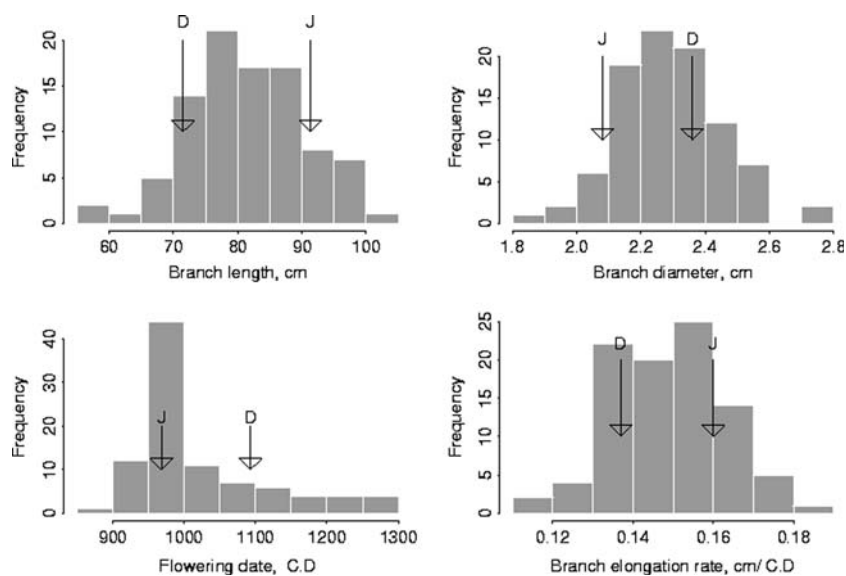 D J
Frequency
0 5 10 15 20
60 70 80 90 100
Branch length, cm
J D
Frequency
0 5 10 15 20
1.8 2.0 2.2 2.4 2.6 2.8
Branch diameter, cm
J D
Frequency
0 10 20 30 40
900 1000 1100 1200 1300
Flowering date, C.D
D J
Frequency
0 5 10 15 20 25
0.12 0.14 0.16 0.18
Branch elongation rate, cm/ C.D